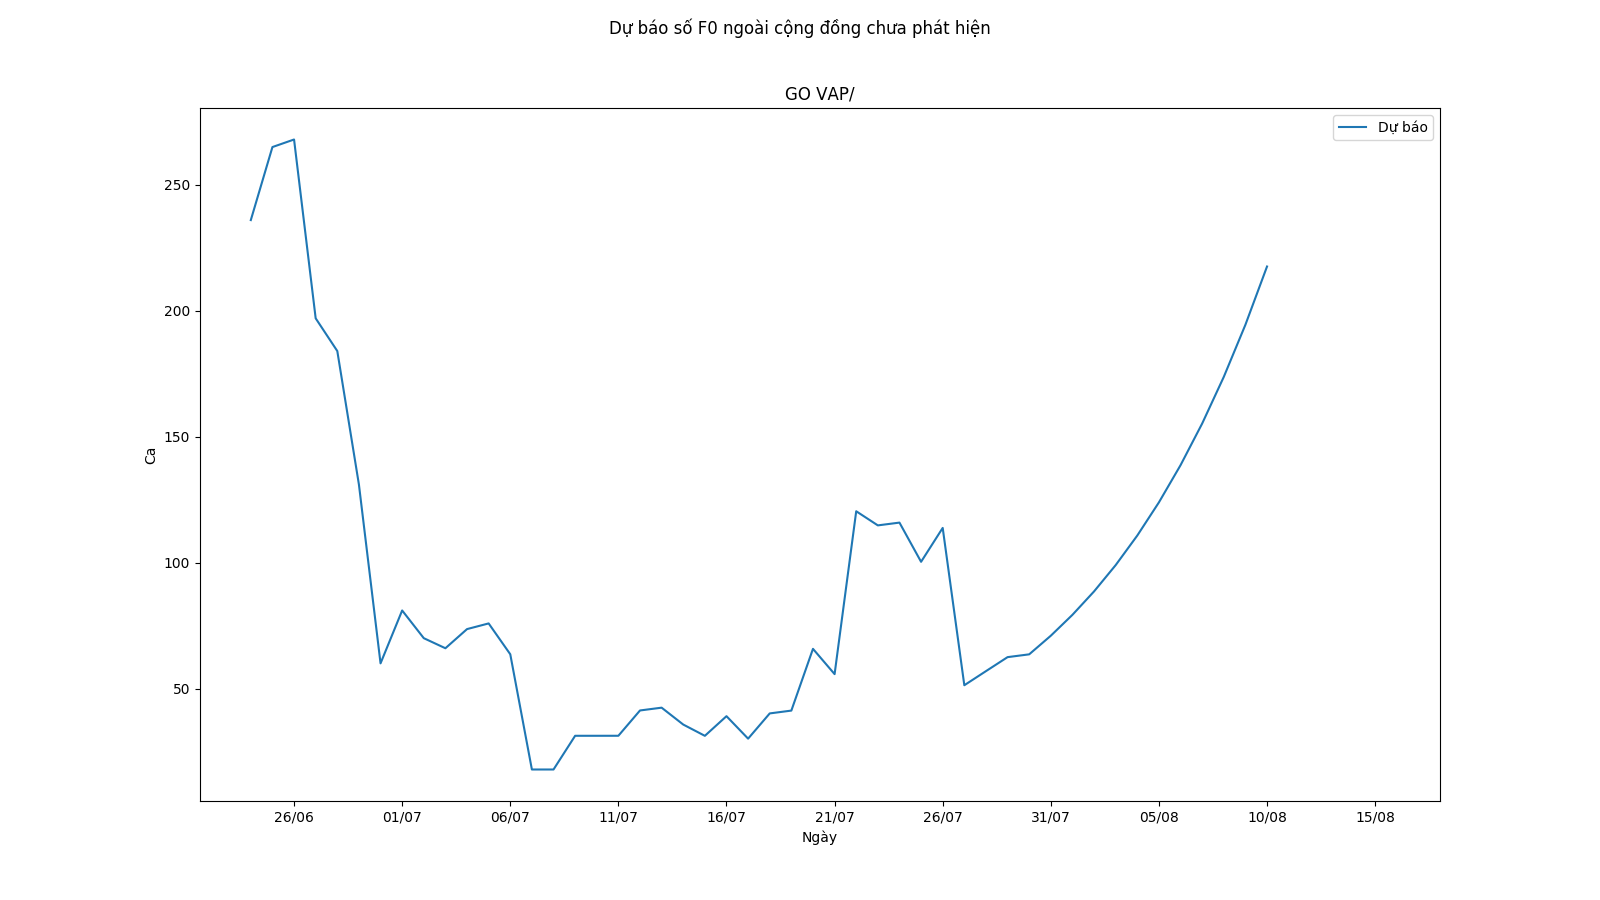 Dự báo số F0 ngoài cộng đồng chưa phát hiện
GO VAP/
Dự báo
250
200
150
100
50
Ca
26/06 01/07 06/07 11/07 16/07 21/07 26/07 31/07 05/08 10/08 15/08
Ngày